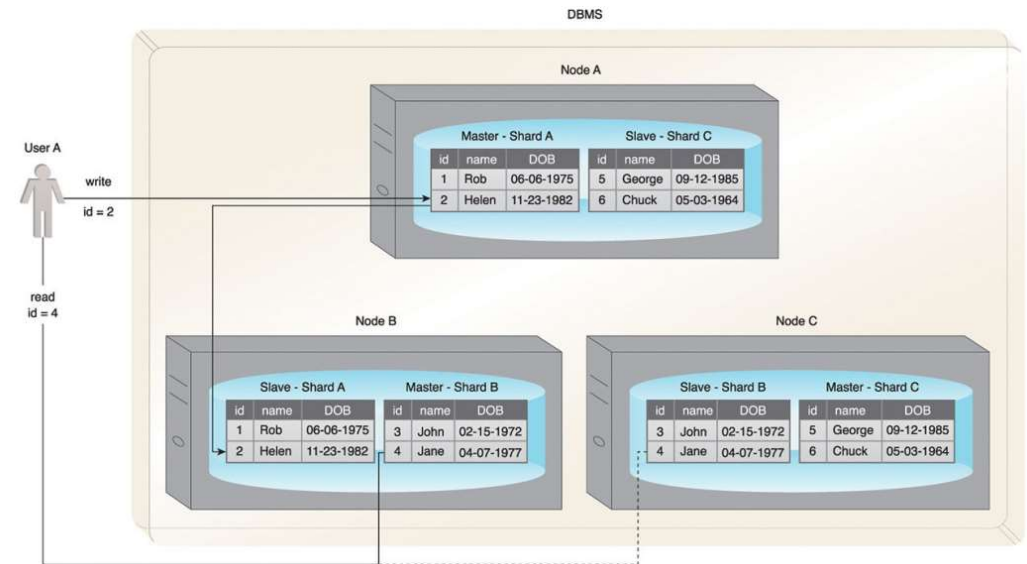 DBMS
Node A
Master - Shard A Slave - Shard C
id name DOB id name DOB
1 Rob 06-06-1975 5 George 09-12-1985
2 Helen 11-23-1982 6 Chuck 05-03-1964
User A
write
id = 2
read
id = 4
Node B
Slave - Shard A Master - Shard B
id name DOB id name DOB
1 Rob 06-06-1975 3 John 02-15-1972
2 Helen 11-23-1982 4 Jane 04-07-1977
Node C
Slave - Shard B Master - Shard C
id name DOB id name DOB
3 John 02-15-1972 5 George 09-12-1985
4 Jane 04-07-1977 6 Chuck 05-03-1964